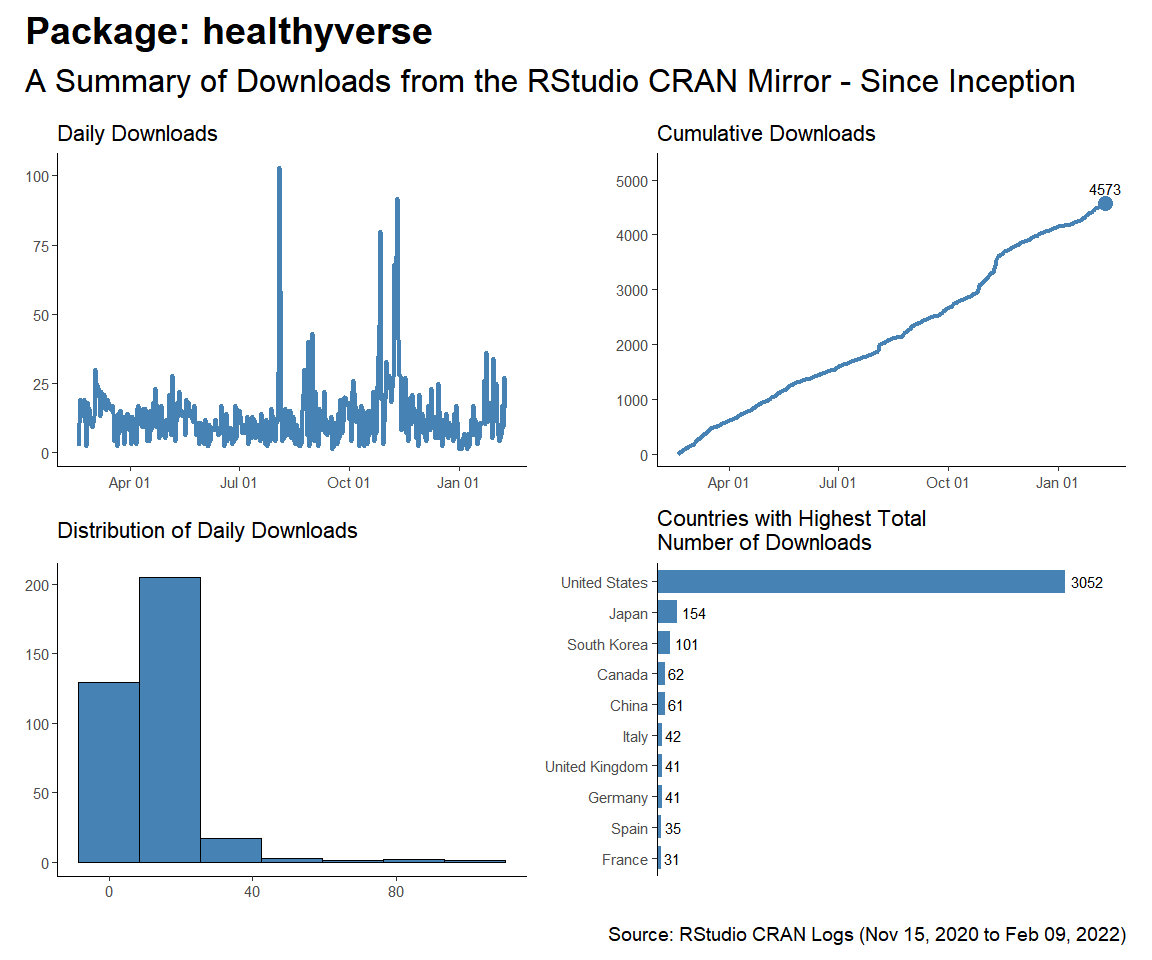 Package: healthyverse
A Summary of Downloads from the RStudio CRAN Mirror - Since Inception
Daily Downloads
100
75
50
25
0
Apr 01
Jul 01
Oct 01
Jan 01
Cumulative Downloads
5000
4000
3000
2000
1000
0
4573
Apr 01
Jul 01
Oct 01
Jan 01
Distribution of Daily Downloads
200
150
100
50
0
0
40
80
Countries with Highest Total
Number of Downloads
United States 3052
Japan 154
South Korea 101
Canada 62
China 61
Italy 42
United Kingdom 41
Germany 41
Spain 35
France 31
Source: RStudio CRAN Logs (Nov 15, 2020 to Feb 09, 2022)